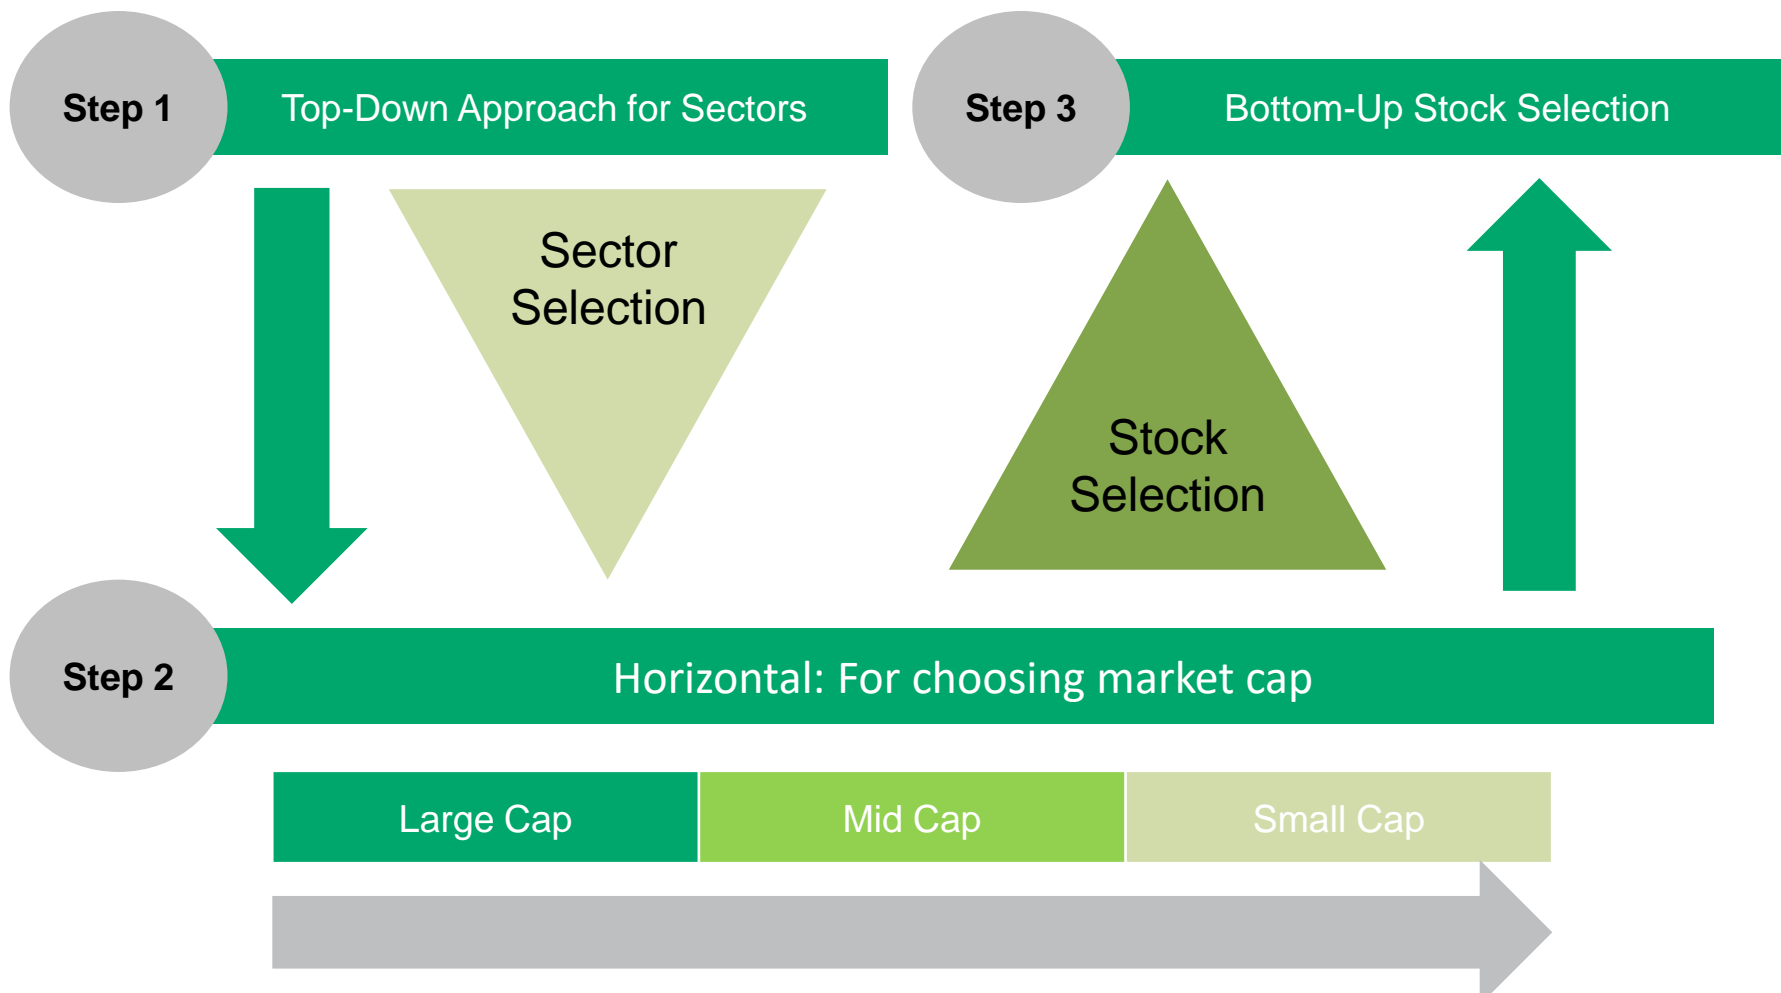 Step 1
Top-Down Approach for Sectors
Sector
Selection
Step 3
Bottom-Up Stock Selection
Stock
Selection
Step 2
Horizontal: For choosing market cap
Large Cap
Mid Cap
Small Cap